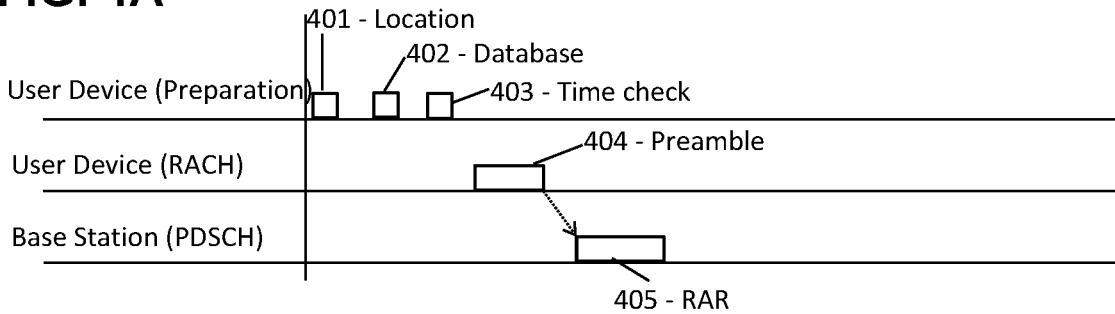 401 - Location
402 - Database
User Device (Preparation)
403 - Time check
404 - Preamble
User Device (RACH)
Base Station (PDSCH)
405 - RAR